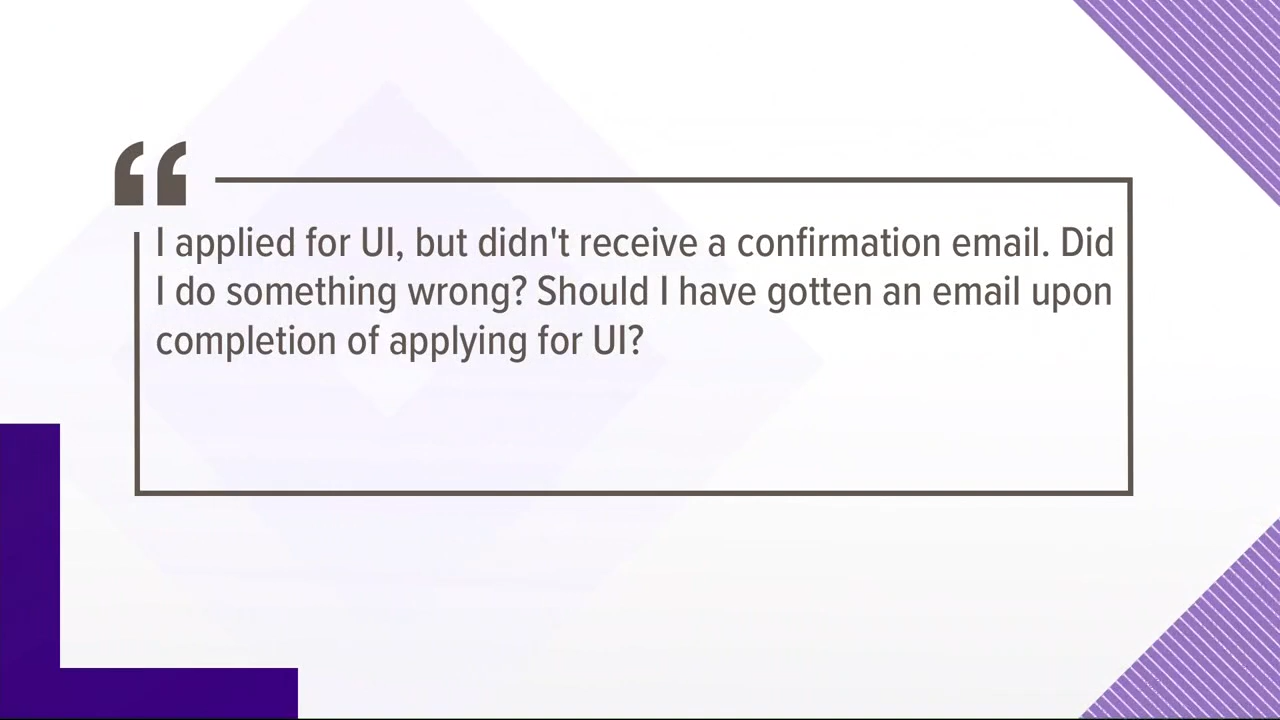 I applied for UI, but didn't receive a confirmation email. Did
I do something wrong? Should I have gotten an email upon
completion of applying for UI?